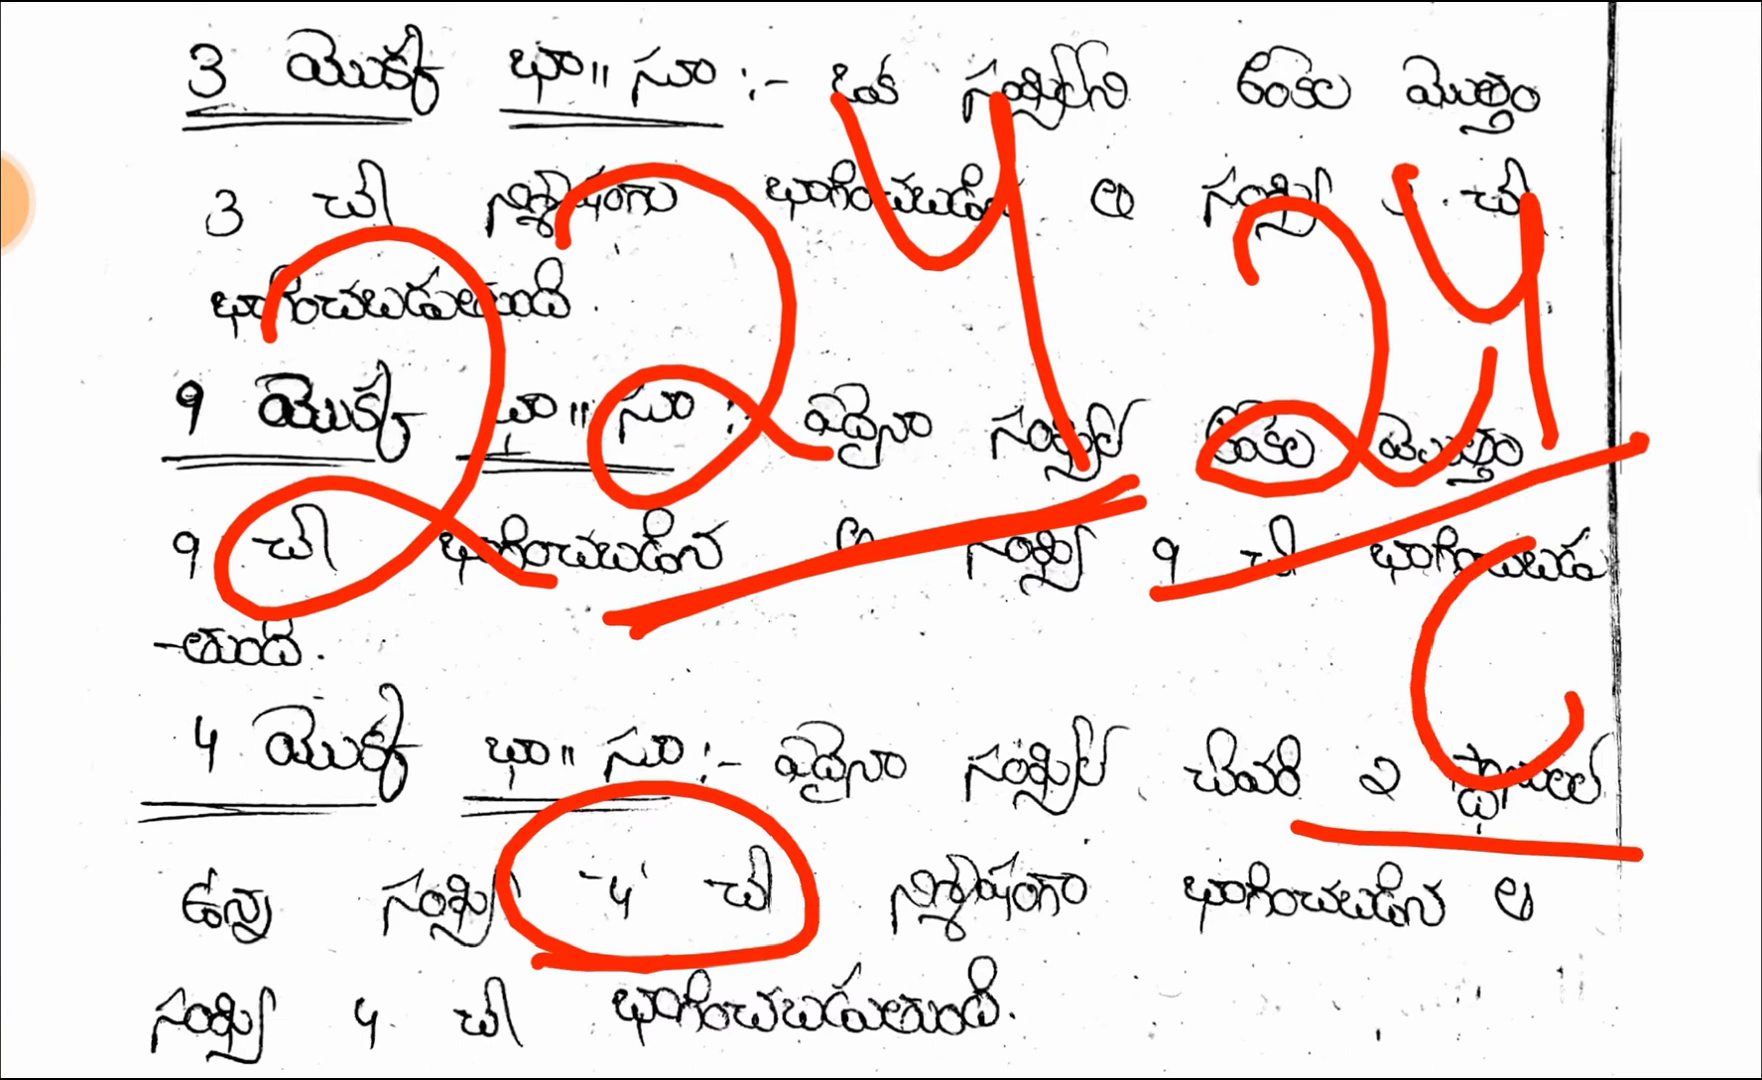 3 యొక్క భా॥ సూ :- ఒక సంఖ్యలోని అంకెల మొత్తం
3 చే నిశ్శేషంగా భాగించబడిన ఆ సంఖ్య 3 చే
భాగించబడుతుంది.
9 యొక్క భా॥ సూ :- ఏదైనా సంఖ్యలో అంకెల మొత్తం
9 చే భాగించబడిన ఆ సంఖ్య 9 చే భాగించబడు
-తుంది.
4 యొక్క భా॥ సూ :- ఏదైనా సంఖ్యలో చివరి 2 స్థానాలలో
ఉన్న సంఖ్య '4' చే నిశ్శేషంగా భాగించబడిన ఆ
సంఖ్య 4 చే భాగించబడుతుంది.
224
24